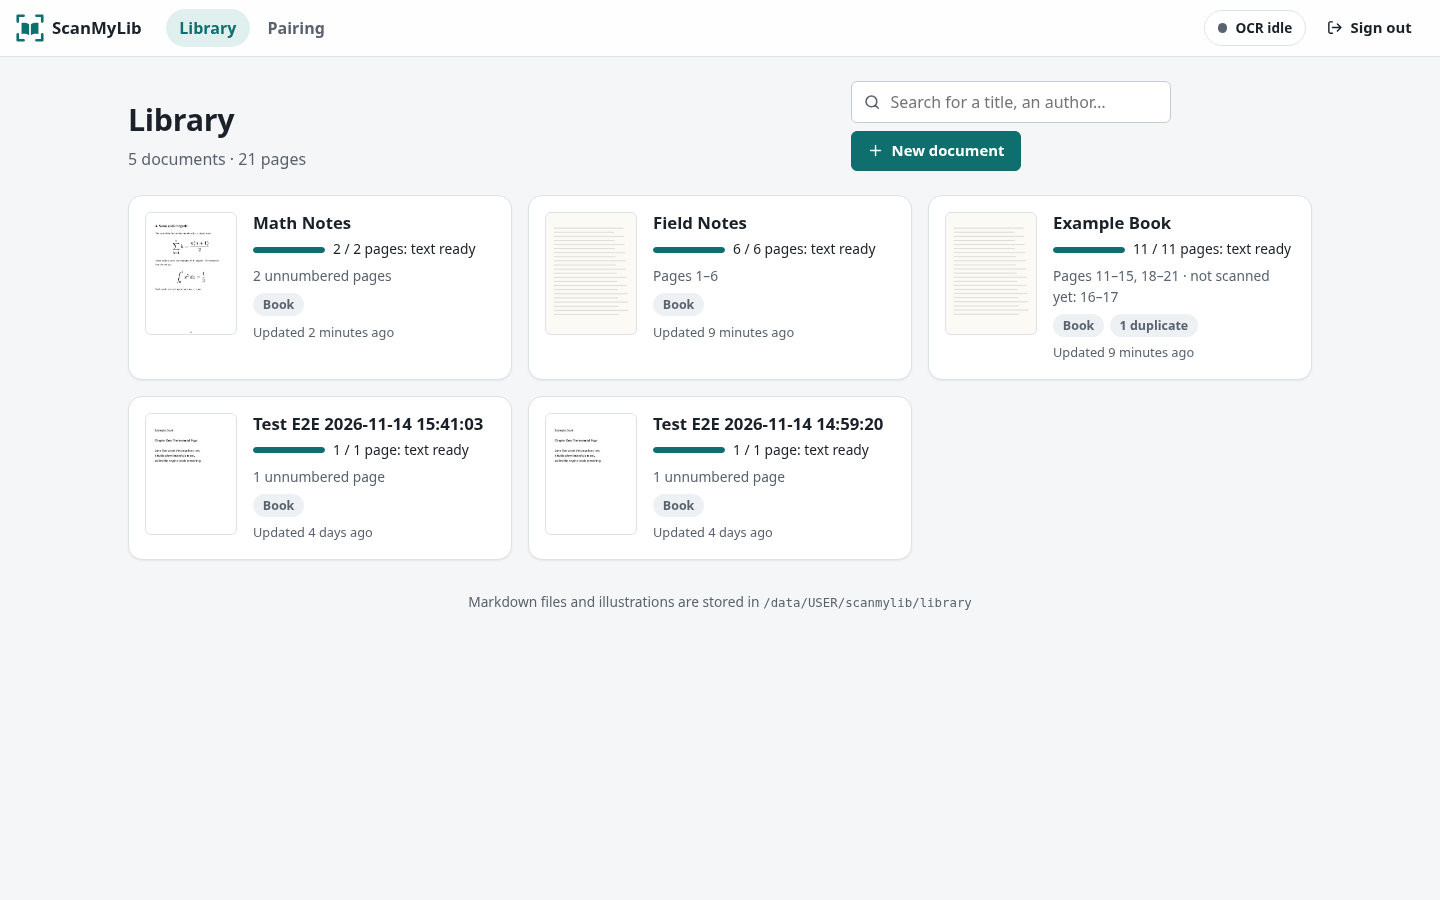 ScanMyLib
Library
Pairing
OCR idle
Sign out
Library
5 documents · 21 pages
Search for a title, an author...
New document
Math Notes
2 / 2 pages: text ready
2 unnumbered pages
Book
Updated 2 minutes ago
Field Notes
6 / 6 pages: text ready
Pages 1–6
Book
Updated 9 minutes ago
Example Book
11 / 11 pages: text ready
Pages 11–15, 18–21 · not scanned
yet: 16–17
Book
1 duplicate
Updated 9 minutes ago
Test E2E 2026-11-14 15:41:03
1 / 1 page: text ready
1 unnumbered page
Book
Updated 4 days ago
Test E2E 2026-11-14 14:59:20
1 / 1 page: text ready
1 unnumbered page
Book
Updated 4 days ago
Markdown files and illustrations are stored in /data/USER/scanmylib/library